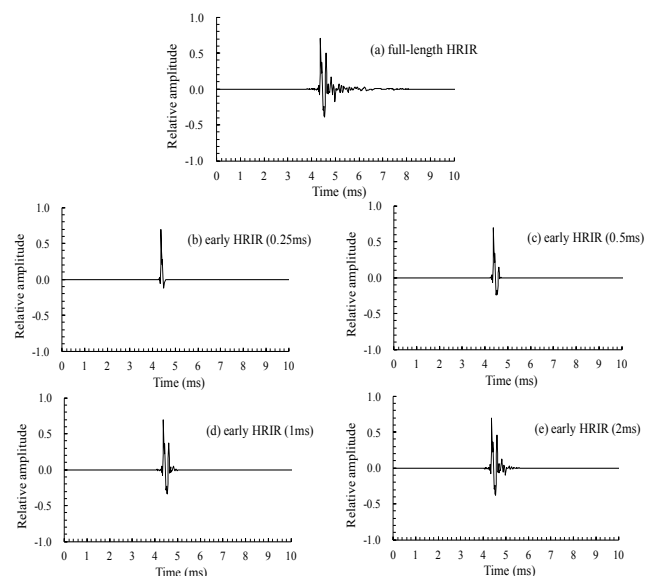 1.0
(a) full-length HRIR
0.5
0.0
-0.5
-1.0
0 1 2 3 4 5 6 7 8 9 10
Time (ms)
Relative amplitude
1.0
(b) early HRIR (0.25ms)
0.5
0.0
-0.5
-1.0
0 1 2 3 4 5 6 7 8 9 10
Time (ms)
Relative amplitude
1.0
(c) early HRIR (0.5ms)
0.5
0.0
-0.5
-1.0
0 1 2 3 4 5 6 7 8 9 10
Time (ms)
Relative amplitude
1.0
(d) early HRIR (1ms)
0.5
0.0
-0.5
-1.0
0 1 2 3 4 5 6 7 8 9 10
Time (ms)
Relative amplitude
1.0
(e) early HRIR (2ms)
0.5
0.0
-0.5
-1.0
0 1 2 3 4 5 6 7 8 9 10
Time (ms)
Relative amplitude